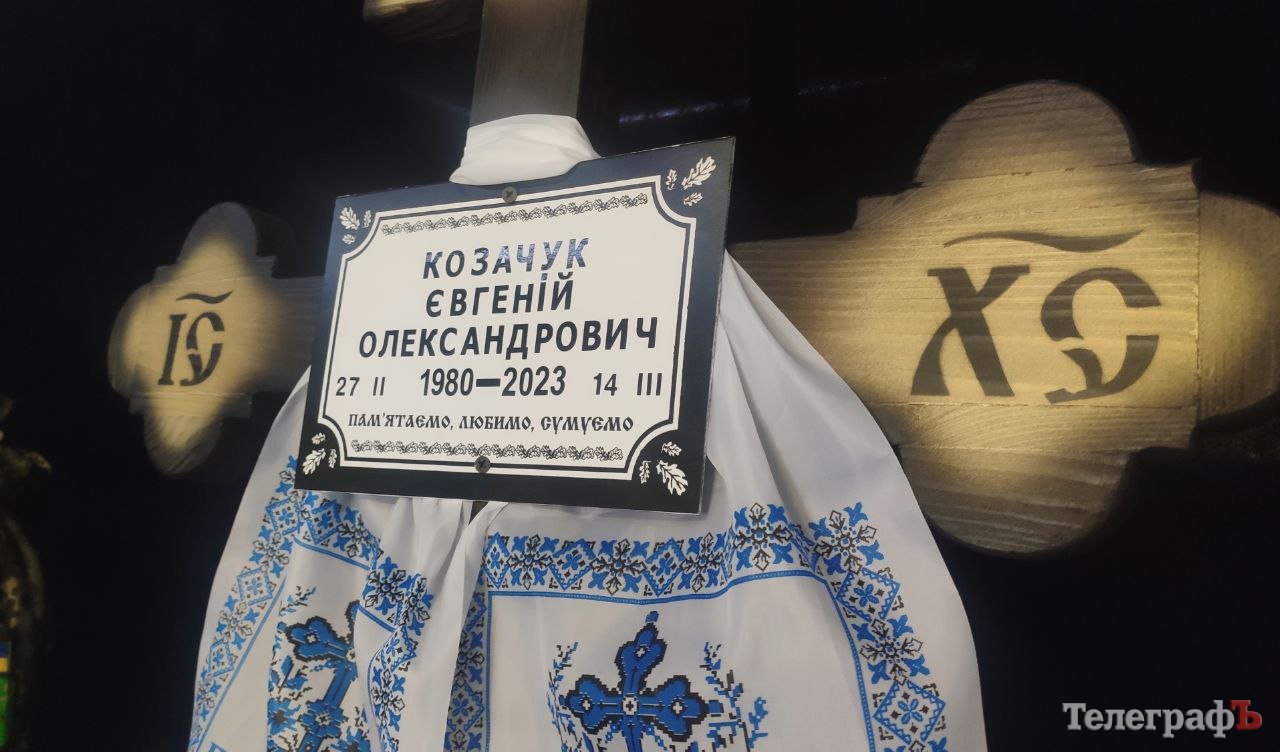 КОЗАЧУК
ЄВГЕНІЙ
ОЛЕКСАНДРОВИЧ
27 II 1980—2023 14 III
ПАМ'ЯТАЄМО, ЛЮБИМО, СУМУЄМО
ІС
ХС
ТелеграфЪ